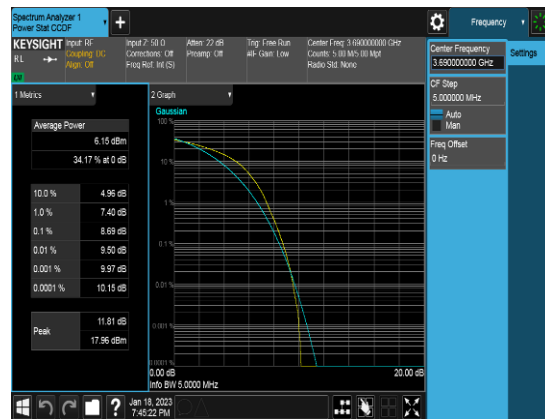 Spectrum Analyzer 1
Power Stat CCDF
+
Frequency
KEYSIGHT
Input: RF
Coupling: DC
Align: Off
Input Z: 50 Ω
Corrections: Off
Freq Ref: Int (S)
Atten: 22 dB
Preamp: Off
Trig: Free Run
#IF Gain: Low
Center Freq: 3.690000000 GHz
Counts: 5.00 M/5.00 Mpt
Radio Std: None
R L
LXI
Center Frequency
3.690000000 GHz
Settings
CF Step
5.000000 MHz
Auto
Man
Freq Offset
0 Hz
1 Metrics
Average Power
6.15 dBm
34.17 % at 0 dB
10.0 % 4.96 dB
1.0 % 7.40 dB
0.1 % 8.69 dB
0.01 % 9.50 dB
0.001 % 9.97 dB
0.0001 % 10.15 dB
Peak
11.81 dB
17.96 dBm
2 Graph
Gaussian
100 %
10 %
1 %
0.1 %
0.01 %
0.001 %
0.0001 %
0.00 dB
20.00 dB
Info BW 5.0000 MHz
?
Jan 18, 2023
7:45:22 PM